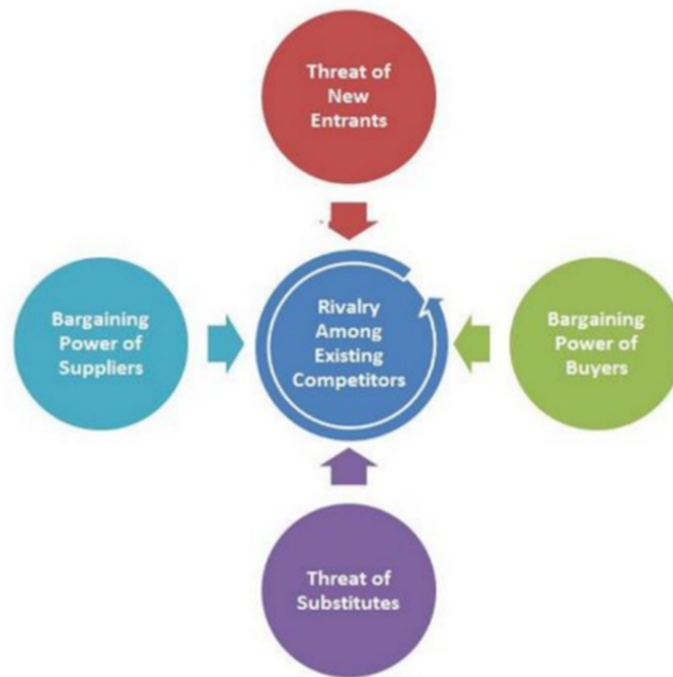 Threat of
New
Entrants
Bargaining
Power of
Suppliers
Rivalry
Among
Existing
Competitors
Bargaining
Power of
Buyers
Threat of
Substitutes